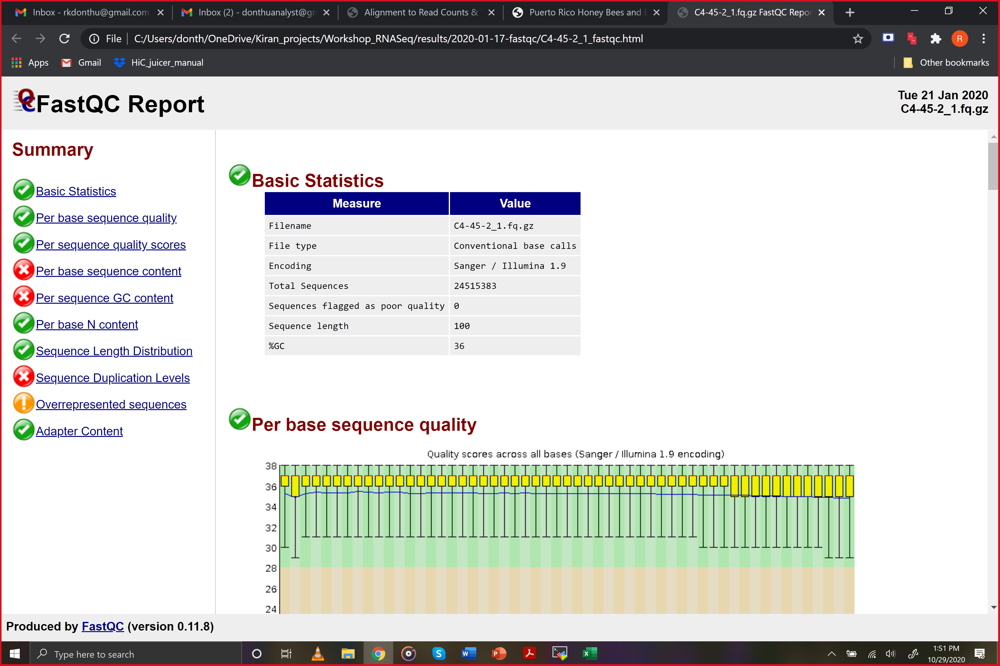 Inbox - rkdonthu@gmail.com
Inbox (2) - donthuanalyst@gm
Alignment to Read Counts &
Puerto Rico Honey Bees and
C4-45-2_1.fq.gz FastQC Repor
File
C:/Users/donth/OneDrive/Kiran_projects/Workshop_RNASeq/results/2020-01-17-fastqc/C4-45-2_1_fastqc.html
R
Apps
Gmail
HiC_juicer_manual
Other bookmarks
FastQC Report
Tue 21 Jan 2020
C4-45-2_1.fq.gz
Summary
Basic Statistics
Per base sequence quality
Per sequence quality scores
Per base sequence content
Per sequence GC content
Per base N content
Sequence Length Distribution
Sequence Duplication Levels
Overrepresented sequences
Adapter Content
Basic Statistics
Measure Value
Filename C4-45-2_1.fq.gz
File type Conventional base calls
Encoding Sanger / Illumina 1.9
Total Sequences 24515383
Sequences flagged as poor quality 0
Sequence length 100
%GC 36
Per base sequence quality
Quality scores across all bases (Sanger / Illumina 1.9 encoding)
38
36
34
32
30
28
26
24
Produced by FastQC (version 0.11.8)
Type here to search
1:51 PM
10/29/2020